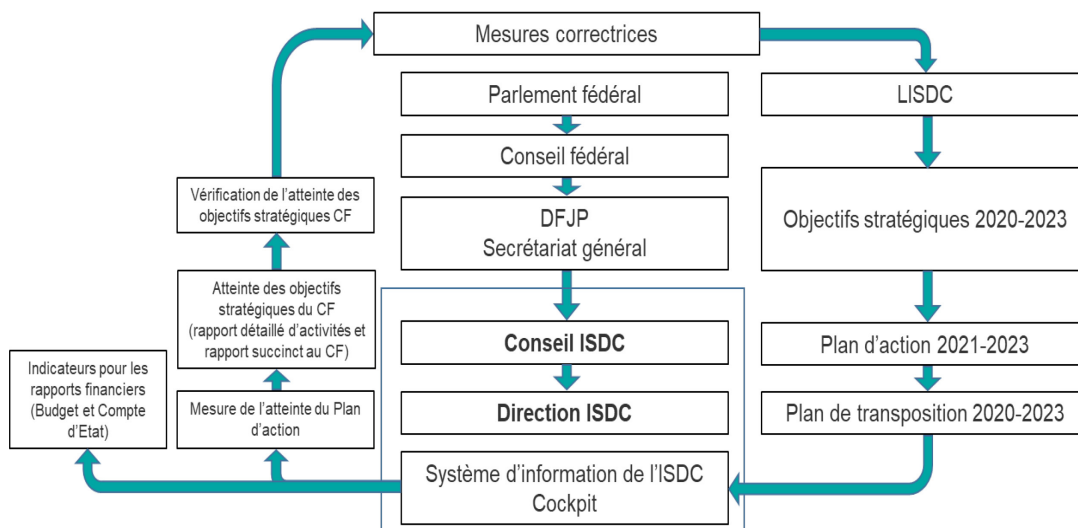 Mesures correctrices
Parlement fédéral
Conseil fédéral
DFJP
Secrétariat général
Conseil ISDC
Direction ISDC
Système d'information de l'ISDC
Cockpit
LISDC
Objectifs stratégiques 2020-2023
Plan d'action 2021-2023
Plan de transposition 2020-2023
Vérification de l'atteinte des
objectifs stratégiques CF
Atteinte des objectifs
stratégiques du CF
(rapport détaillé d'activités et
rapport succinct au CF)
Mesure de l'atteinte du Plan
d'action
Indicateurs pour les
rapports financiers
(Budget et Compte
d'Etat)